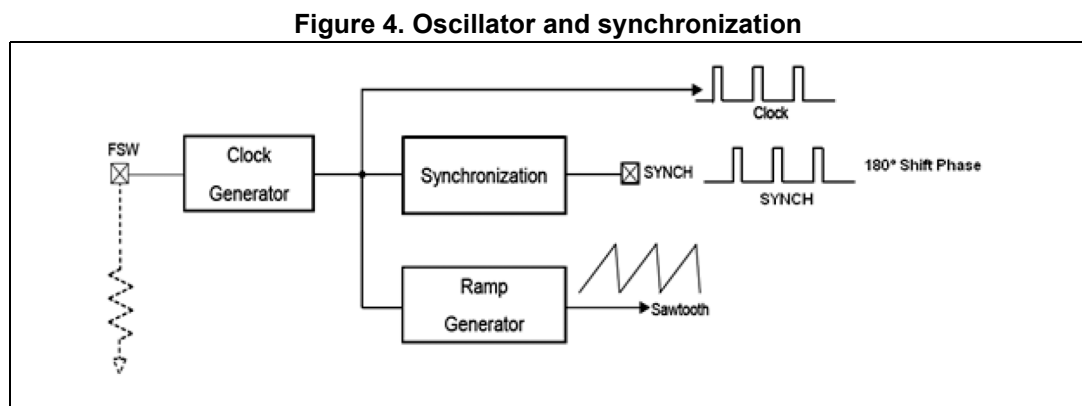 Figure 4. Oscillator and synchronization
Clock
FSW
Clock
Generator
Synchronization
SYNCH
180° Shift Phase
SYNCH
Ramp
Generator
Sawtooth